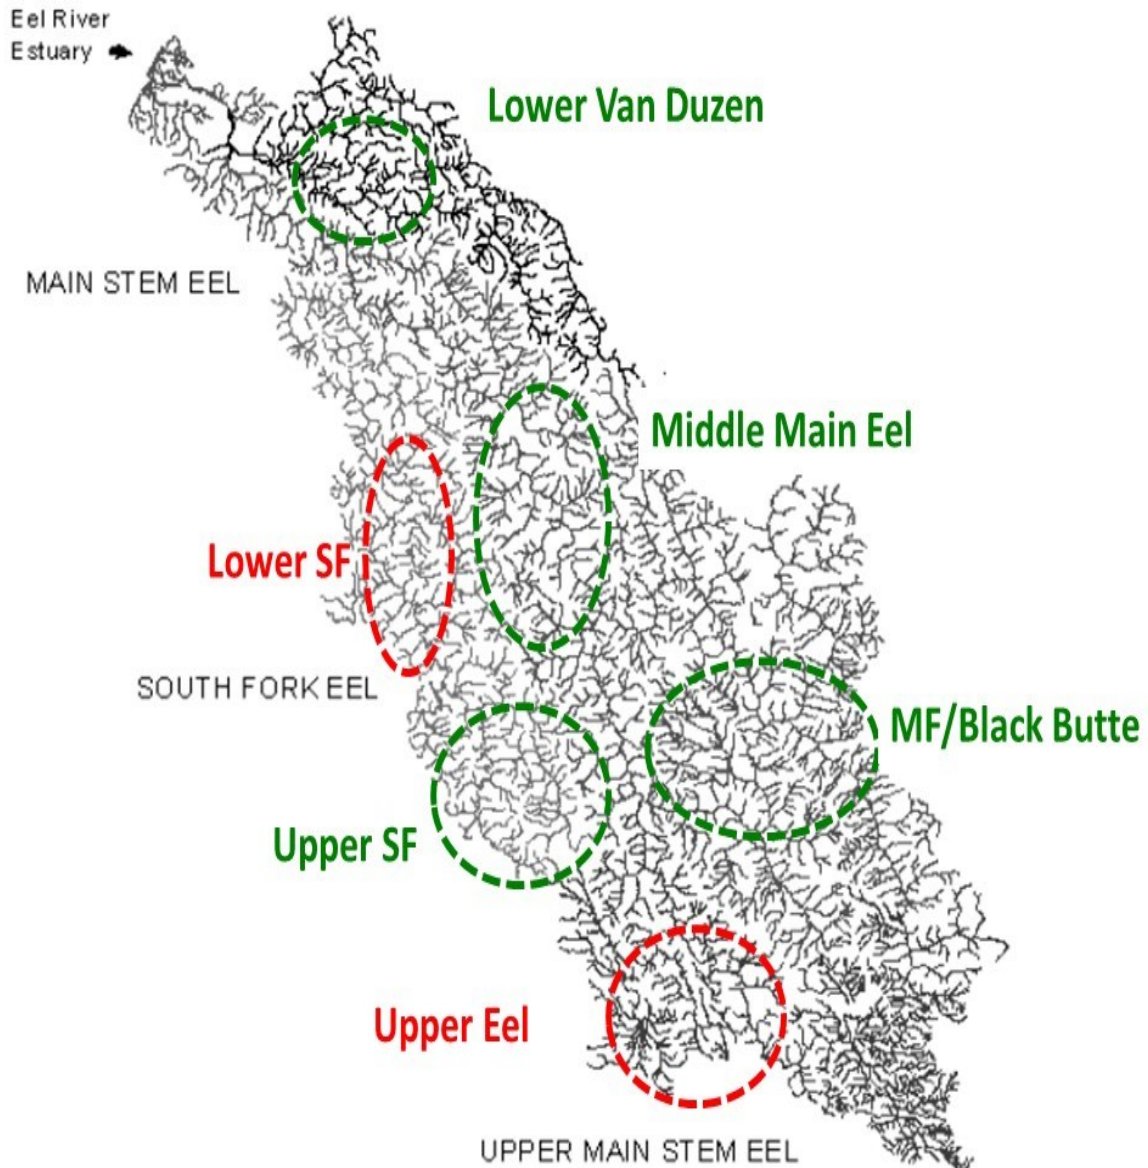 Eel River
Estuary
Lower Van Duzen
MAIN STEM EEL
Middle Main Eel
Lower SF
SOUTH FORK EEL
MF/Black Butte
Upper SF
Upper Eel
UPPER MAIN STEM EEL